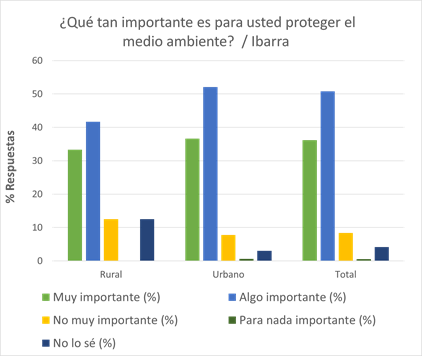 ¿Qué tan importante es para usted proteger el
medio ambiente?  / Ibarra
% Respuestas
60
50
40
30
20
10
0
Rural
Urbano
Total
Muy importante (%)
Algo importante (%)
No muy importante (%)
Para nada importante (%)
No lo sé (%)